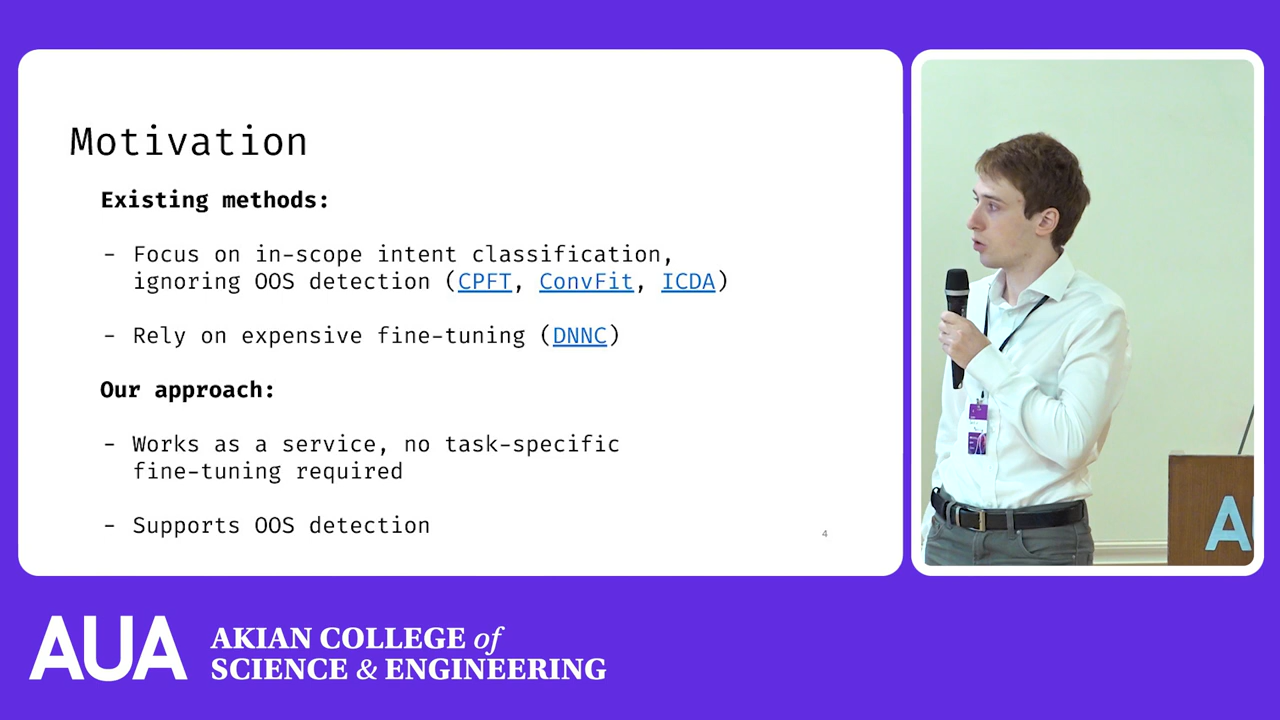 Motivation
Existing methods:
- Focus on in-scope intent classification,
ignoring OOS detection (CPFT, ConvFit, ICDA)
- Rely on expensive fine-tuning (DNNC)
Our approach:
- Works as a service, no task-specific
fine-tuning required
- Supports OOS detection
4
A
AUA
AKIAN COLLEGE of
SCIENCE & ENGINEERING